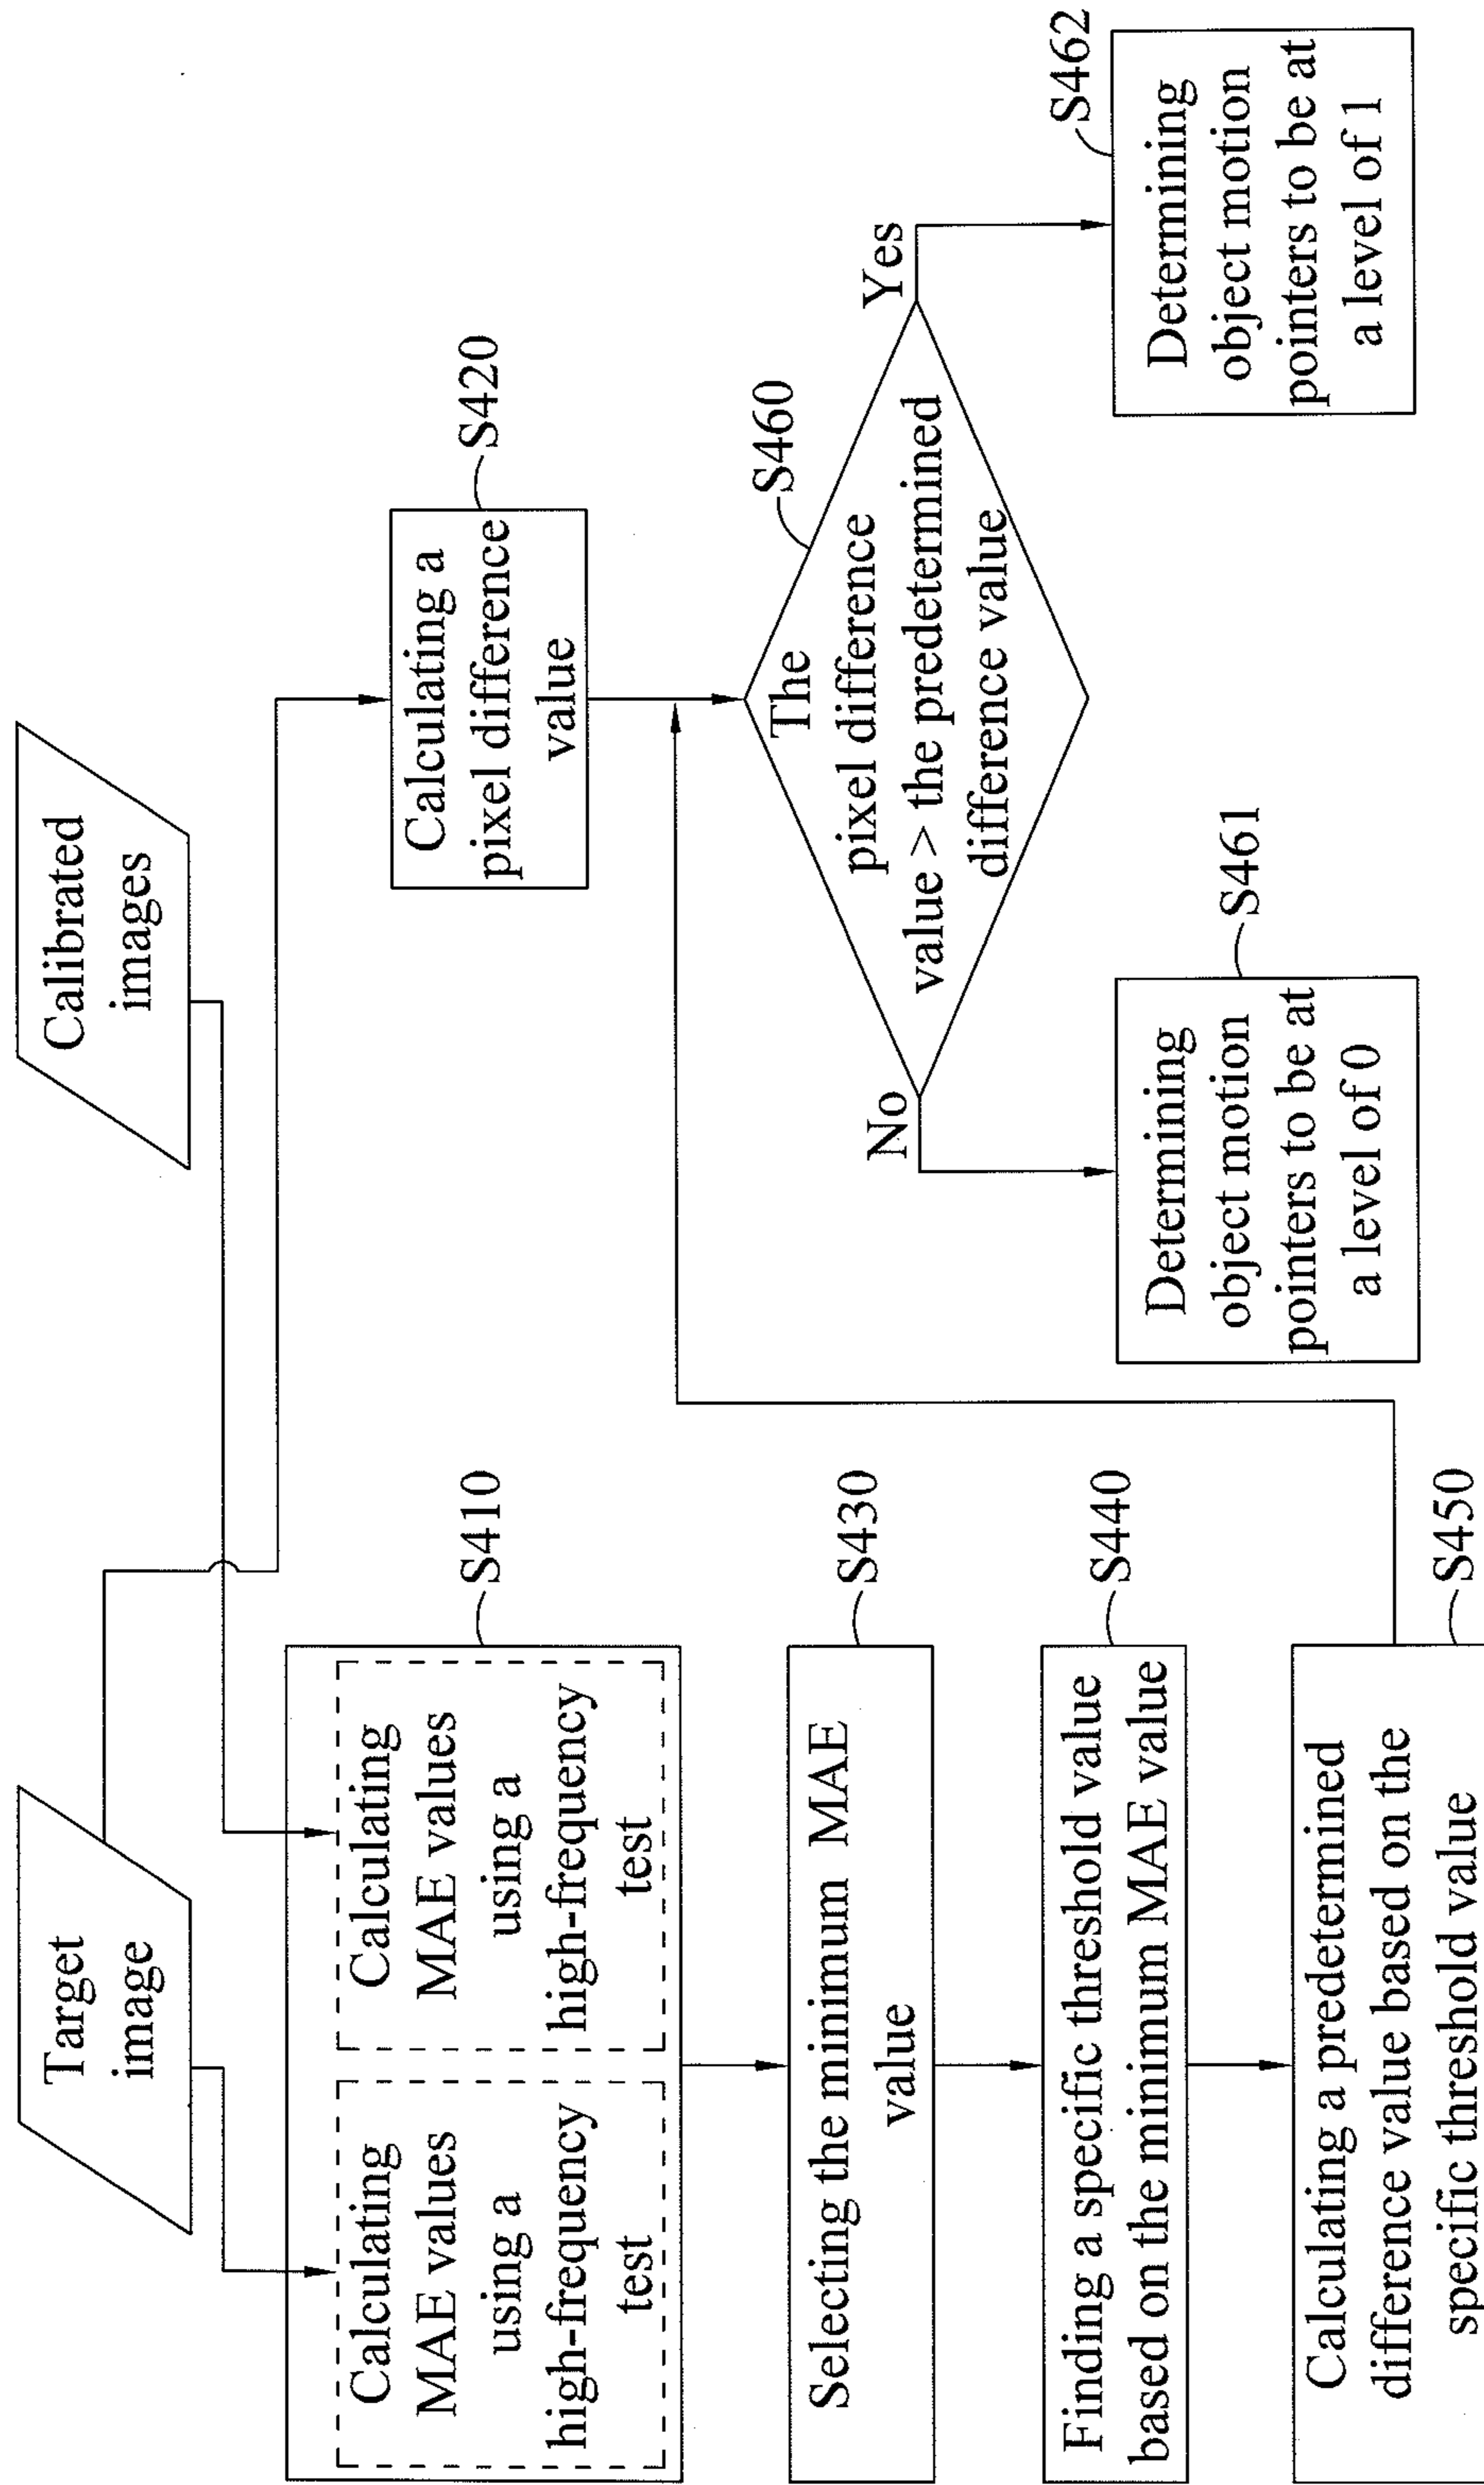 Target
image
Calibrated
images
Calculating
MAE values
using a
high-frequency
test
Calculating
MAE values
using a
high-frequency
test
S410
Calculating a
pixel difference
value
S420
Selecting the minimum MAE
value
S430
Finding a specific threshold value
based on the minimum MAE value
S440
Calculating a predetermined
difference value based on the
specific threshold value
S450
The
pixel difference
value > the predetermined
difference value
S460
No
Yes
Determining
object motion
pointers to be at
a level of 0
S461
Determining
object motion
pointers to be at
a level of 1
S462